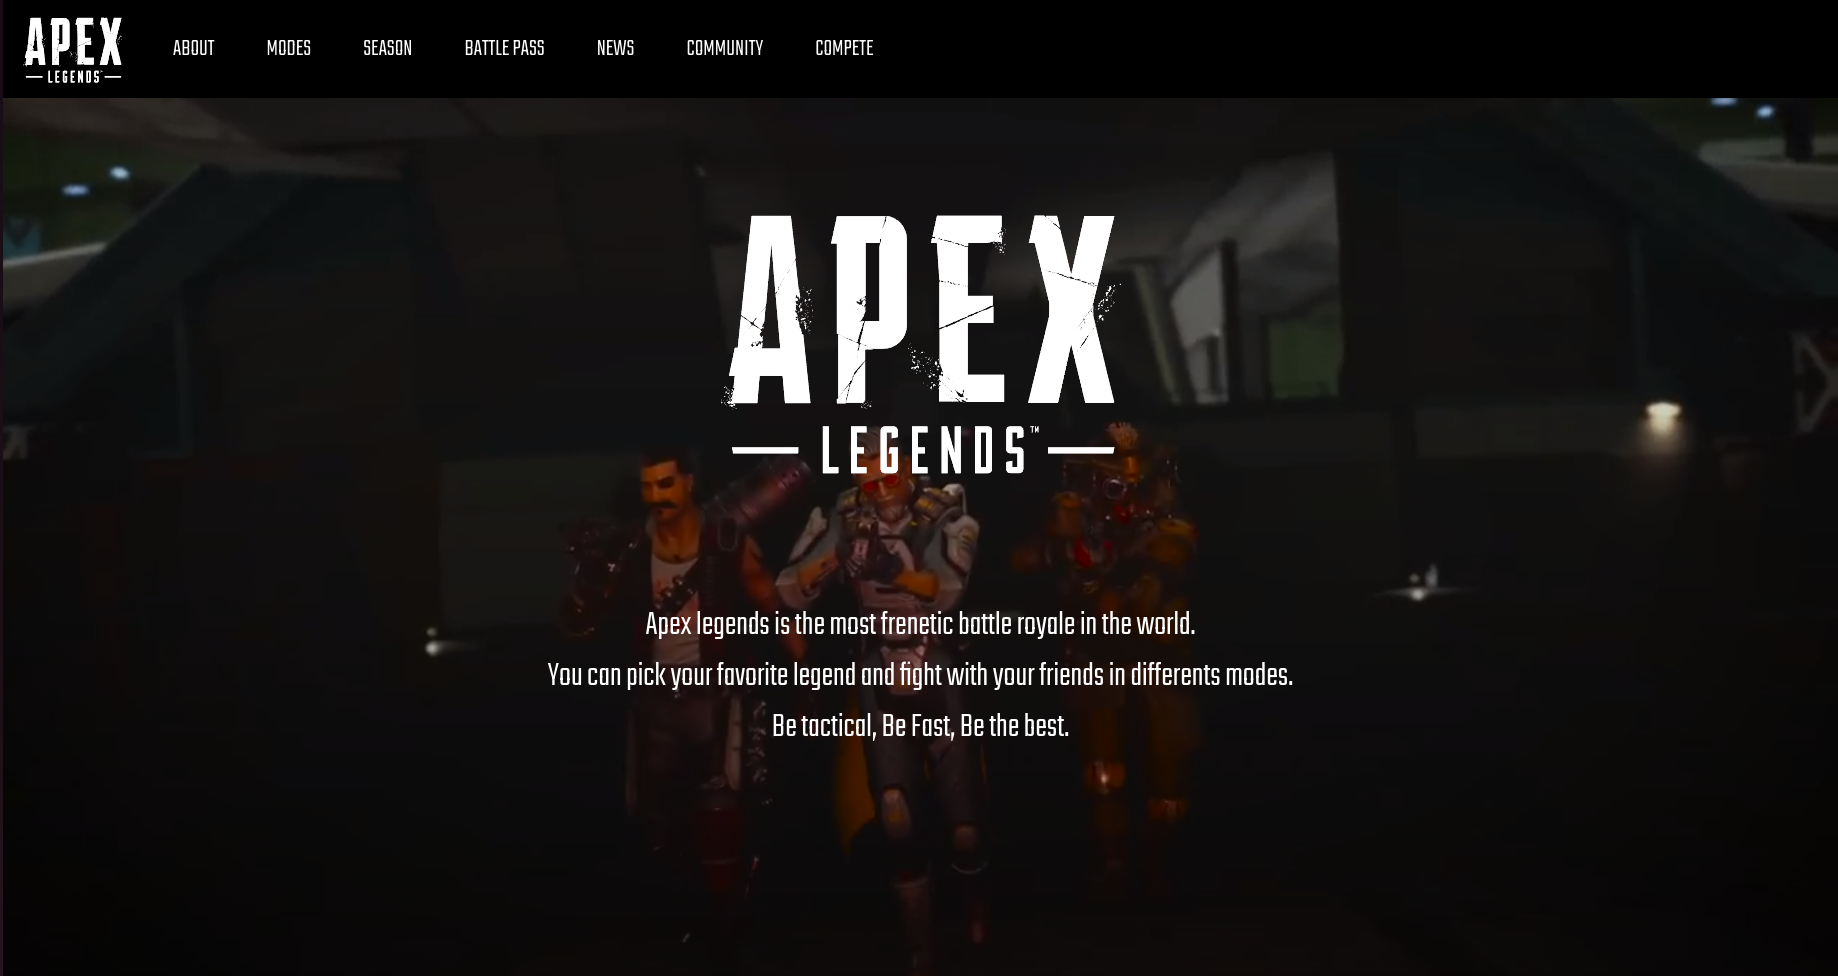 APEX
LEGENDS
ABOUT MODES SEASON BATTLE PASS NEWS COMMUNITY COMPETE
APEX
LEGENDS™
Apex legends is the most frenetic battle royale in the world.
You can pick your favorite legend and fight with your friends in differents modes.
Be tactical, Be Fast, Be the best.